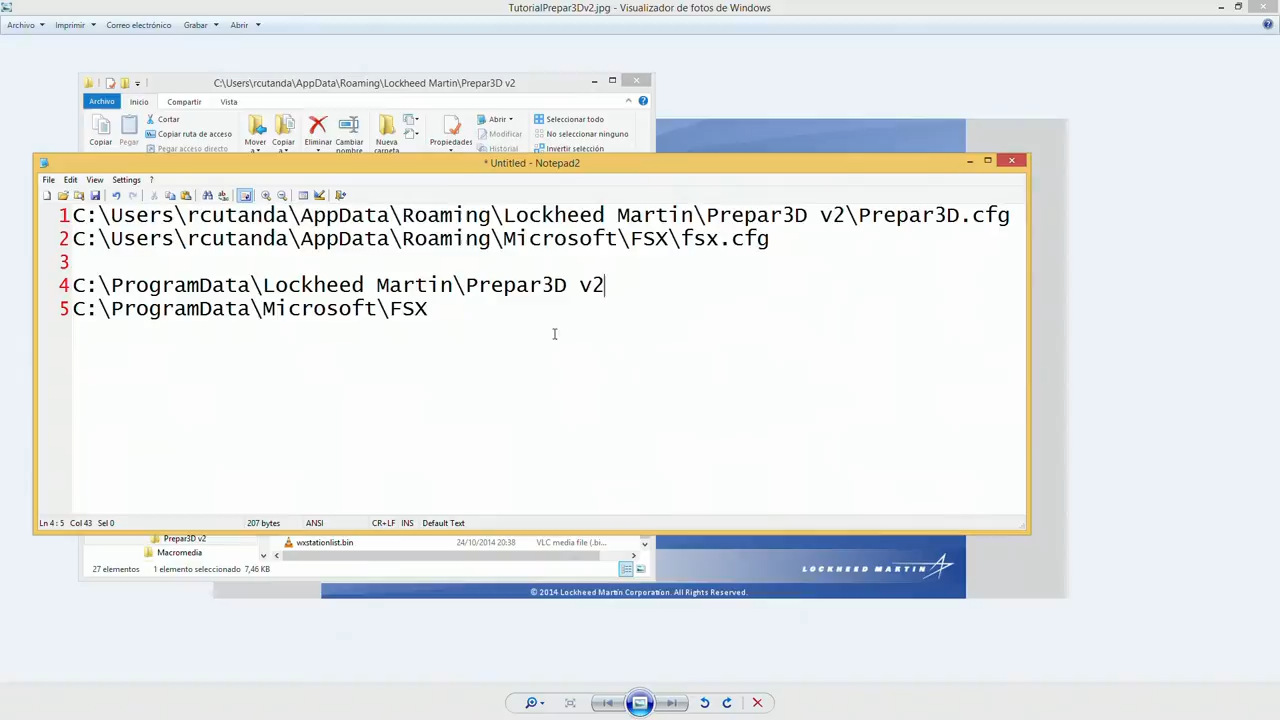 TutorialPrepar3Dv2.jpg - Visualizador de fotos de Windows
Archivo Imprimir Correo electrónico Grabar Abrir
C:\Users\rcutanda\AppData\Roaming\Lockheed Martin\Prepar3D v2
Archivo Inicio Compartir Vista
Copiar Pegar Cortar Copiar ruta de acceso Pegar acceso directo Mover a Copiar a Eliminar Cambiar nombre Nueva carpeta Propiedades Abrir Modificar Historial Seleccionar todo No seleccionar ninguno Invertir selección
* Untitled - Notepad2
File Edit View Settings ?
1 C:\Users\rcutanda\AppData\Roaming\Lockheed Martin\Prepar3D v2\Prepar3D.cfg
2 C:\Users\rcutanda\AppData\Roaming\Microsoft\FSX\fsx.cfg
3
4 C:\ProgramData\Lockheed Martin\Prepar3D v2
5 C:\ProgramData\Microsoft\FSX
Ln 4 : 5 Col 43 Sel 0 207 bytes ANSI CR+LF INS Default Text
Prepar3D v2 wxstationlist.bin 24/10/2014 20:38 VLC media file (.bi...
Macromedia
27 elementos 1 elemento seleccionado 7,46 KB
LOCKHEED MARTIN
© 2014 Lockheed Martin Corporation. All Rights Reserved.